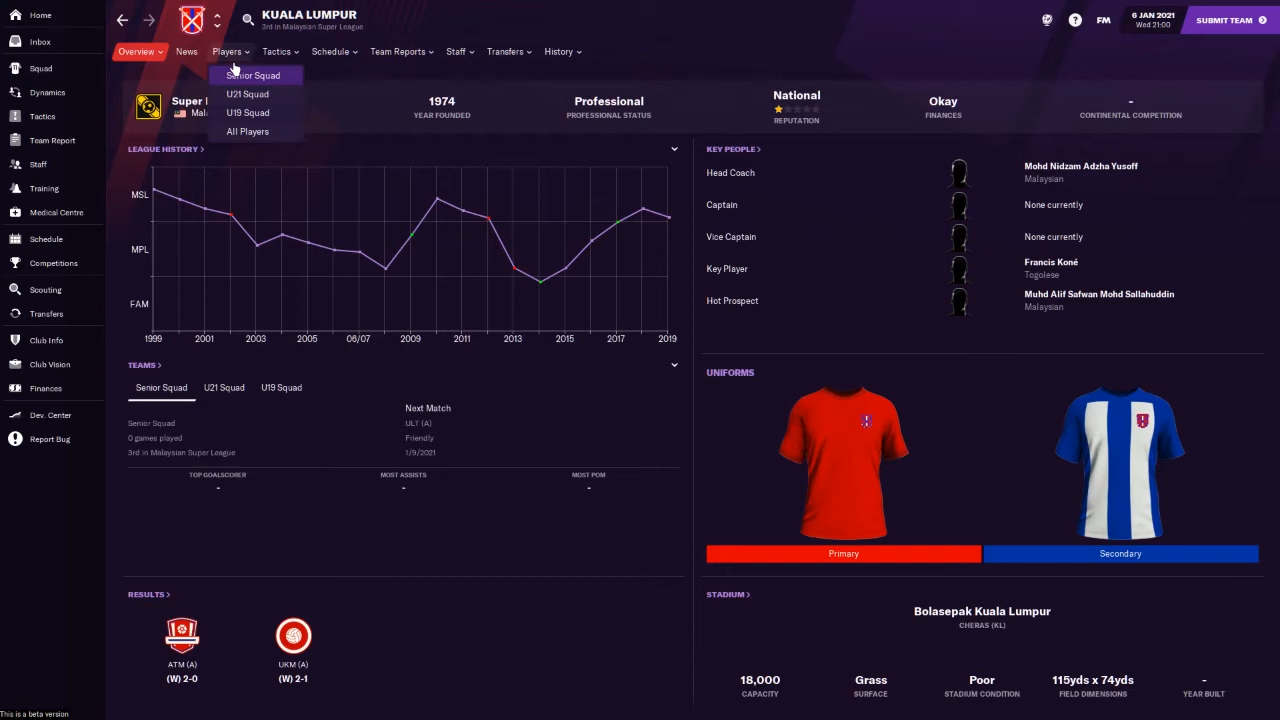 Home
Inbox
Squad
Dynamics
Tactics
Team Report
Staff
Training
Medical Centre
Schedule
Competitions
Scouting
Transfers
Club Info
Club Vision
Finances
Dev. Center
Report Bug
This is a beta version
KUALA LUMPUR
3rd in Malaysian Super League
FM
6 JAN 2021
Wed 21:00
SUBMIT TEAM
Overview
News
Players
Tactics
Schedule
Team Reports
Staff
Transfers
History
Senior Squad
U21 Squad
U19 Squad
All Players
Super
1974
YEAR FOUNDED
Professional
PROFESSIONAL STATUS
National
REPUTATION
Okay
FINANCES
-
CONTINENTAL COMPETITION
LEAGUE HISTORY >
MSL
MPL
FAM
1999 2001 2003 2005 06/07 2009 2011 2013 2015 2017 2019
TEAMS >
Senior Squad U21 Squad U19 Squad
Senior Squad
0 games played
3rd in Malaysian Super League
Next Match
ULT (A)
Friendly
1/9/2021
TOP GOALSCORER MOST ASSISTS MOST POM
- - -
RESULTS >
ATM (A)
(W) 2-0
UKM (A)
(W) 2-1
KEY PEOPLE >
Head Coach
Mohd Nidzam Adzha Yusoff
Malaysian
Captain
None currently
Vice Captain
None currently
Key Player
Francis Koné
Togolese
Hot Prospect
Muhd Alif Safwan Mohd Sallahuddin
Malaysian
UNIFORMS
Primary
Secondary
STADIUM >
Bolasepak Kuala Lumpur
CHERAS (KL)
18,000
CAPACITY
Grass
SURFACE
Poor
STADIUM CONDITION
115yds x 74yds
FIELD DIMENSIONS
-
YEAR BUILT